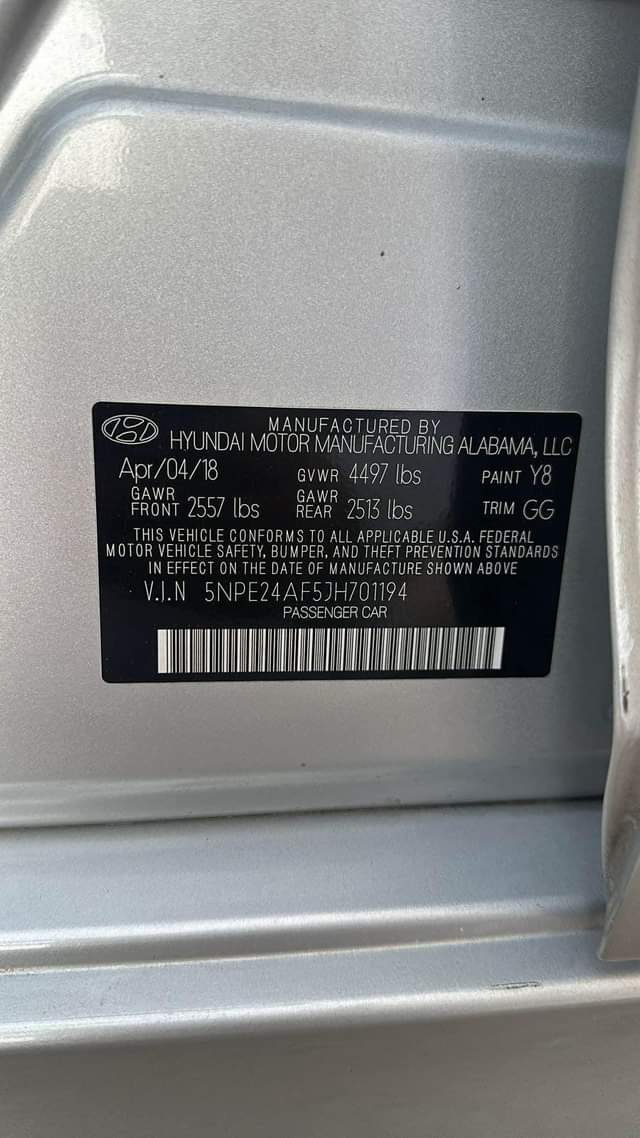 MANUFACTURED BY
HYUNDAI MOTOR MANUFACTURING ALABAMA, LLC
Apr/04/18 GVWR 4497 lbs PAINT Y8
GAWR FRONT 2557 lbs GAWR REAR 2513 lbs TRIM GG
THIS VEHICLE CONFORMS TO ALL APPLICABLE U.S.A. FEDERAL
MOTOR VEHICLE SAFETY, BUMPER, AND THEFT PREVENTION STANDARDS
IN EFFECT ON THE DATE OF MANUFACTURE SHOWN ABOVE
V.I.N 5NPE24AF5JH701194
PASSENGER CAR